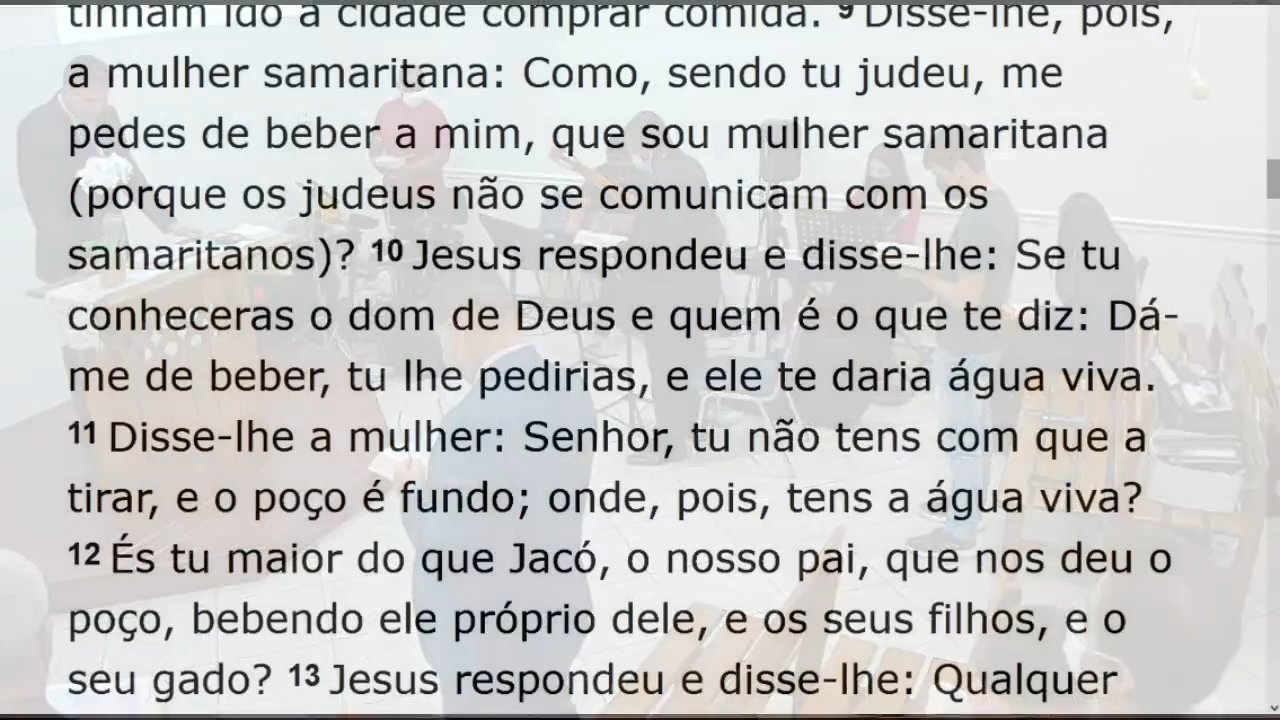 tinham ido à cidade comprar comida. 9 Disse-lhe, pois,
a mulher samaritana: Como, sendo tu judeu, me
pedes de beber a mim, que sou mulher samaritana
(porque os judeus não se comunicam com os
samaritanos)? 10 Jesus respondeu e disse-lhe: Se tu
conheceras o dom de Deus e quem é o que te diz: Dá-
me de beber, tu lhe pedirias, e ele te daria água viva.
11 Disse-lhe a mulher: Senhor, tu não tens com que a
tirar, e o poço é fundo; onde, pois, tens a água viva?
12 És tu maior do que Jacó, o nosso pai, que nos deu o
poço, bebendo ele próprio dele, e os seus filhos, e o
seu gado? 13 Jesus respondeu e disse-lhe: Qualquer